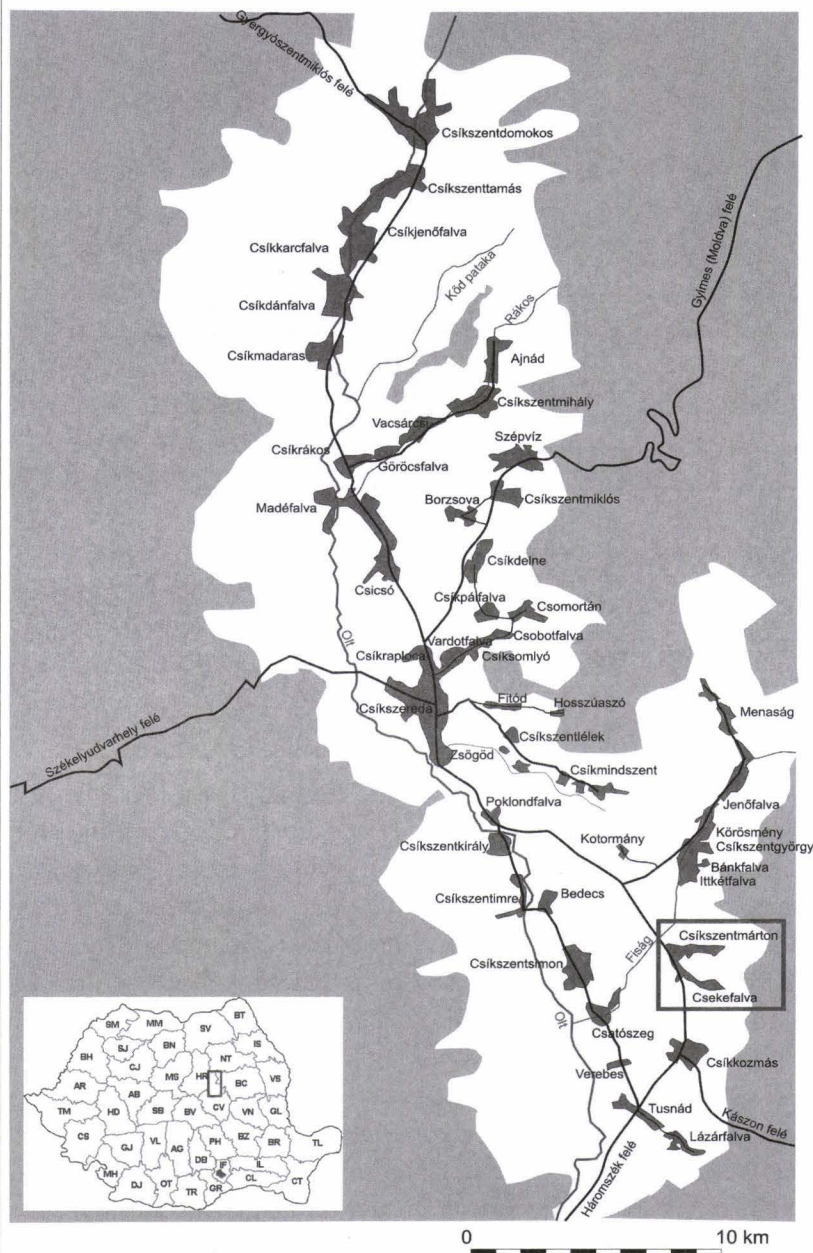 Gyergyószentmiklós felé
Csíkszentdomokos
Csíkszenttamás
Csíkjenőfalva
Csíkkarcfalva
Gyimes (Moldva) felé
Kőd pataka
Csíkdánfalva
Rákos
Csíkmadaras
Ajnád
Csíkszentmihály
Vacsárcsi
Szépvíz
Csíkrákos
Göröcsfalva
Borzsova
Csíkszentmiklós
Madéfalva
Csíkdelne
Csicsó
Csíkpálfalva
Csomortán
Olt
Vardotfalva
Csobotfalva
Csíkraploca
Csíksomlyó
Csíkszereda
Fitód
Hosszúaszó
Menaság
Székelyudvarhely felé
Zsögöd
Csíkszentlélek
Csíkmindszent
Poklondfalva
Jenőfalva
Kotormány
Körösmény
Csíkszentkirály
Csíkszentgyörgy
Bánkfalva
Ittkétfalva
Csíkszentimre
Bedecs
Csíkszentmárton
Fiság
Csíkszentsimon
Csekefalva
Olt
Csatószeg
Csíkkozmás
Verebes
Tusnád
Kászon felé
Lázárfalva
Háromszék felé
SM MM SV BT
BH SJ BN IS
CJ NT
AR AB MS HR BC VS
TM HD SB BV CV VN GL
CS GJ VL AG PH BZ BR TL
MH DB IF IL
DJ OT TR GR CL CT
0 10 km